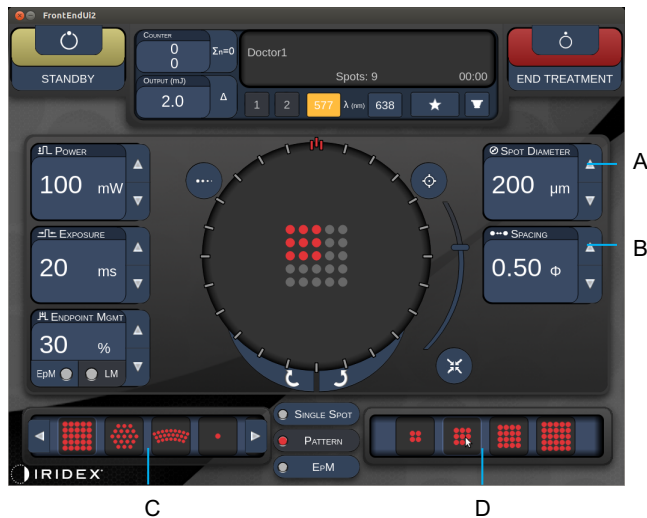 FrontEndUi2
STANDBY
COUNTER
0
0
Σn=0
OUTPUT (mJ)
2.0
Δ
Doctor1
Spots: 9
00:00
1 2 577 λ (nm) 638
END TREATMENT
POWER
100 mW
EXPOSURE
20 ms
ENDPOINT MGMT
30 %
EpM LM
SPOT DIAMETER
200 µm
A
SPACING
0.50 Φ
B
SINGLE SPOT
PATTERN
EPM
IRIDEX
C
D